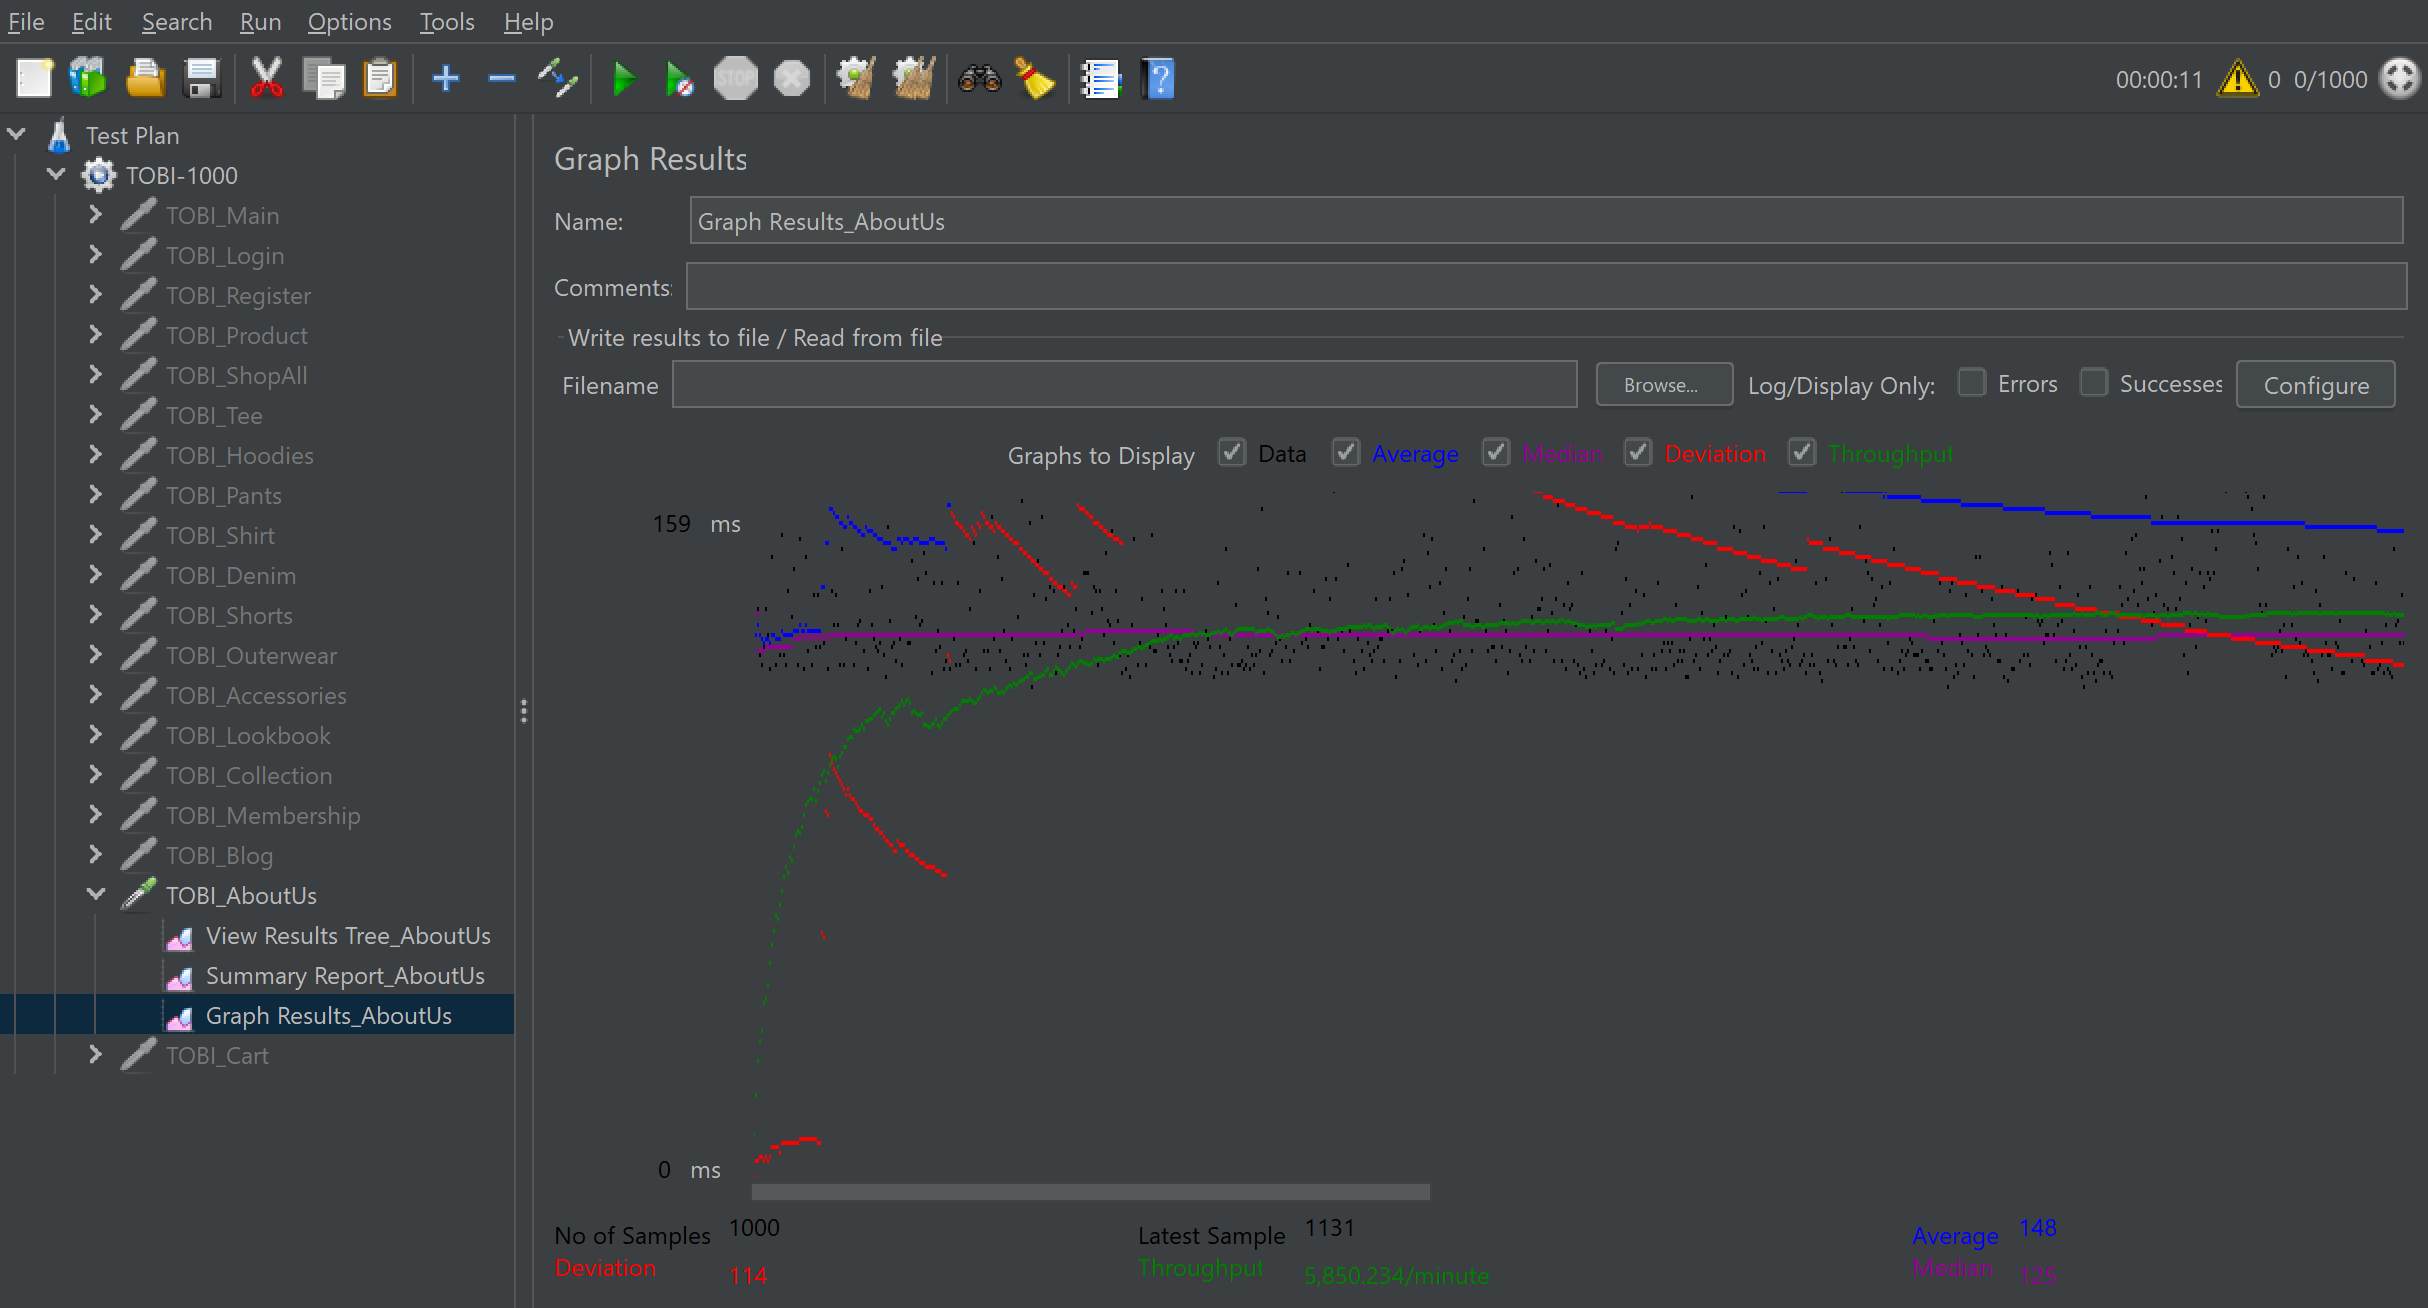 File Edit Search Run Options Tools Help
STOP
00:00:11 0 0/1000
Test Plan
TOBI-1000
TOBI_Main
TOBI_Login
TOBI_Register
TOBI_Product
TOBI_ShopAll
TOBI_Tee
TOBI_Hoodies
TOBI_Pants
TOBI_Shirt
TOBI_Denim
TOBI_Shorts
TOBI_Outerwear
TOBI_Accessories
TOBI_Lookbook
TOBI_Collection
TOBI_Membership
TOBI_Blog
TOBI_AboutUs
View Results Tree_AboutUs
Summary Report_AboutUs
Graph Results_AboutUs
TOBI_Cart
Graph Results
Name: Graph Results_AboutUs
Comments:
Write results to file / Read from file
Filename Browse... Log/Display Only: Errors Successes Configure
Graphs to Display Data Average Median Deviation Throughput
159 ms
0 ms
No of Samples 1000 Latest Sample 1131 Average 148
Deviation 114 Throughput 5,850.234/minute Median 125